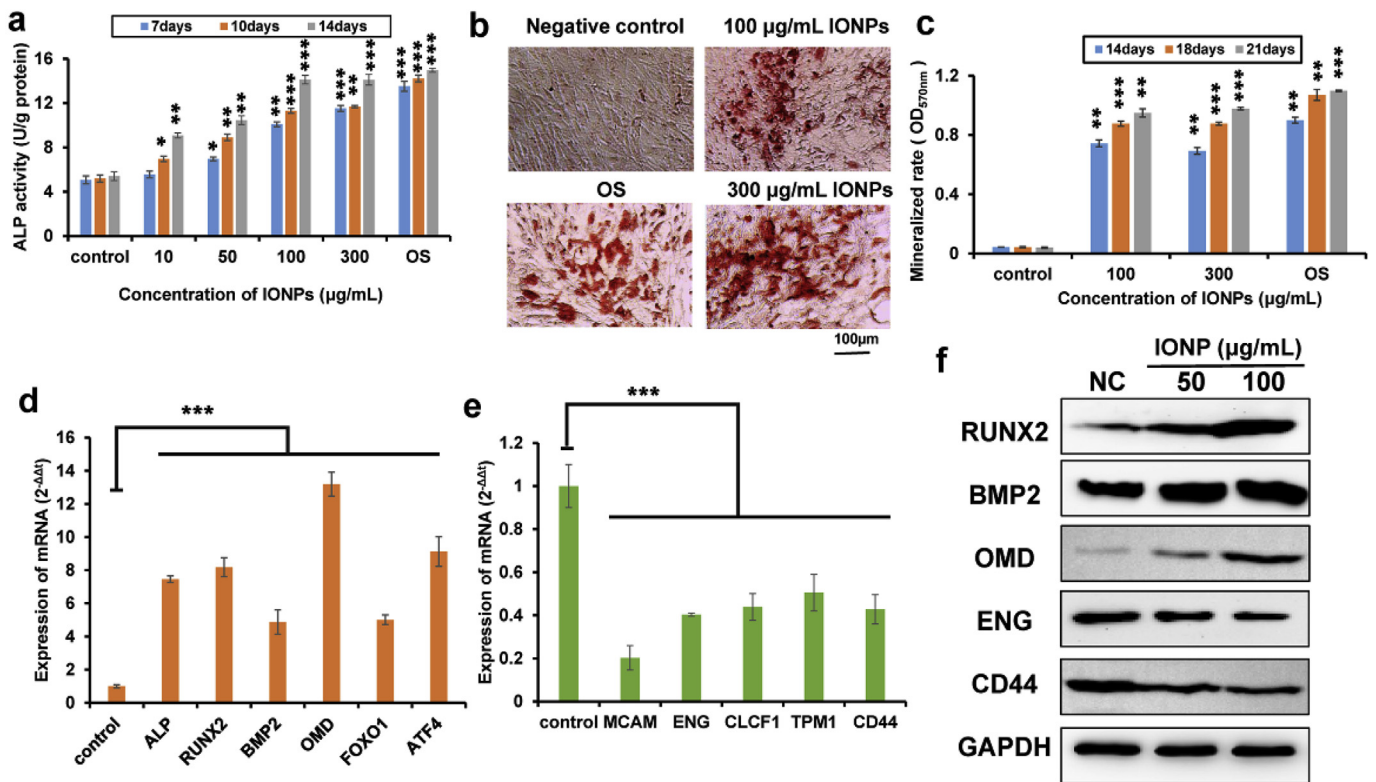 a
7days 10days 14days
ALP activity (U/g protein)
16
12
8
4
0
* ** * ** ** ** *** *** *** ** *** *** *** ***
control 10 50 100 300 OS
Concentration of IONPs (μg/mL)
b
Negative control 100 μg/mL IONPs
OS 300 μg/mL IONPs
100μm
c
14days 18days 21days
Mineralized rate ( OD570nm)
1.2
0.8
0.4
0
** *** ** ** *** *** ** ** ***
control 100 300 OS
Concentration of IONPs (μg/mL)
d
***
Expression of mRNA (2-ΔΔt)
16
14
12
10
8
6
4
2
0
control ALP RUNX2 BMP2 OMD FOXO1 ATF4
e
***
Expression of mRNA (2-ΔΔt)
1.2
1
0.8
0.6
0.4
0.2
0
control MCAM ENG CLCF1 TPM1 CD44
f
IONP (μg/mL)
NC 50 100
RUNX2
BMP2
OMD
ENG
CD44
GAPDH